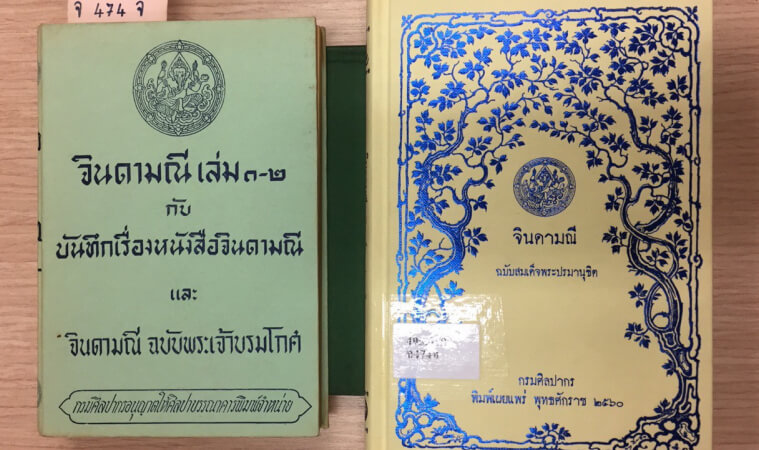 จ 474 จ
จินดามณี เล่ม ๑-๒
กับ
บันทึกเรื่องหนังสือจินดามณี
และ
จินดามณี ฉบับพระเจ้าบรมโกศ
กรมศิลปากรอนุญาตให้ศิลปาบรรณาคารพิมพ์จำหน่าย
จินดามณี
ฉบับสมเด็จพระปรมานุชิต
กรมศิลปากร
พิมพ์เผยแพร่ พุทธศักราช ๒๕๖๐